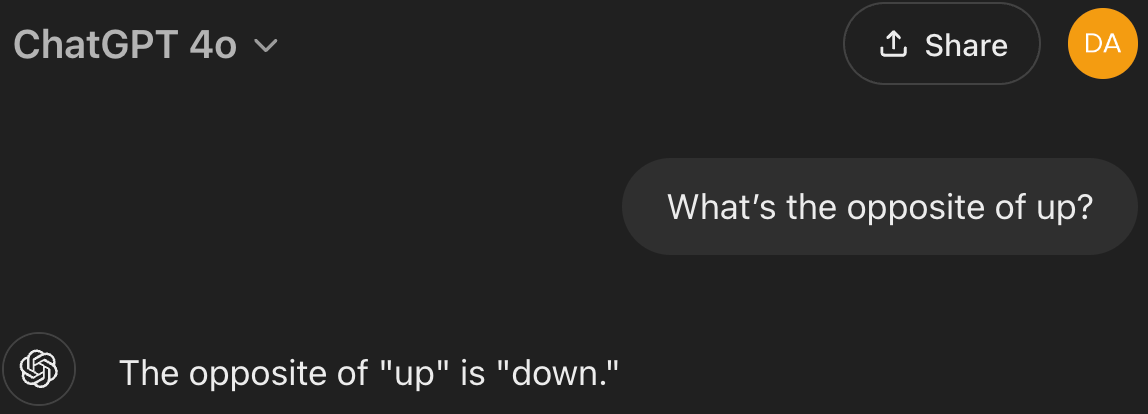 ChatGPT 4o
Share
DA
What’s the opposite of up?
The opposite of "up" is "down."